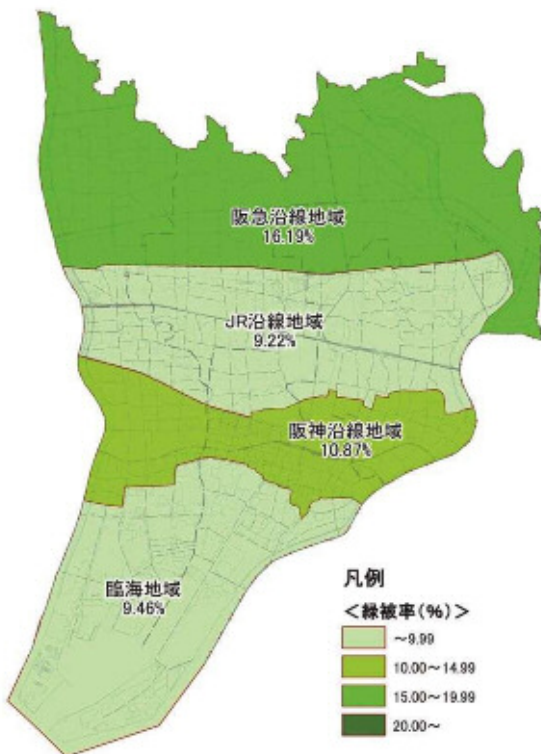 阪急沿線地域
16.19%
JR沿線地域
9.22%
阪神沿線地域
10.87%
臨海地域
9.46%
凡例
＜緑被率(%)＞
～9.99
10.00～14.99
15.00～19.99
20.00～